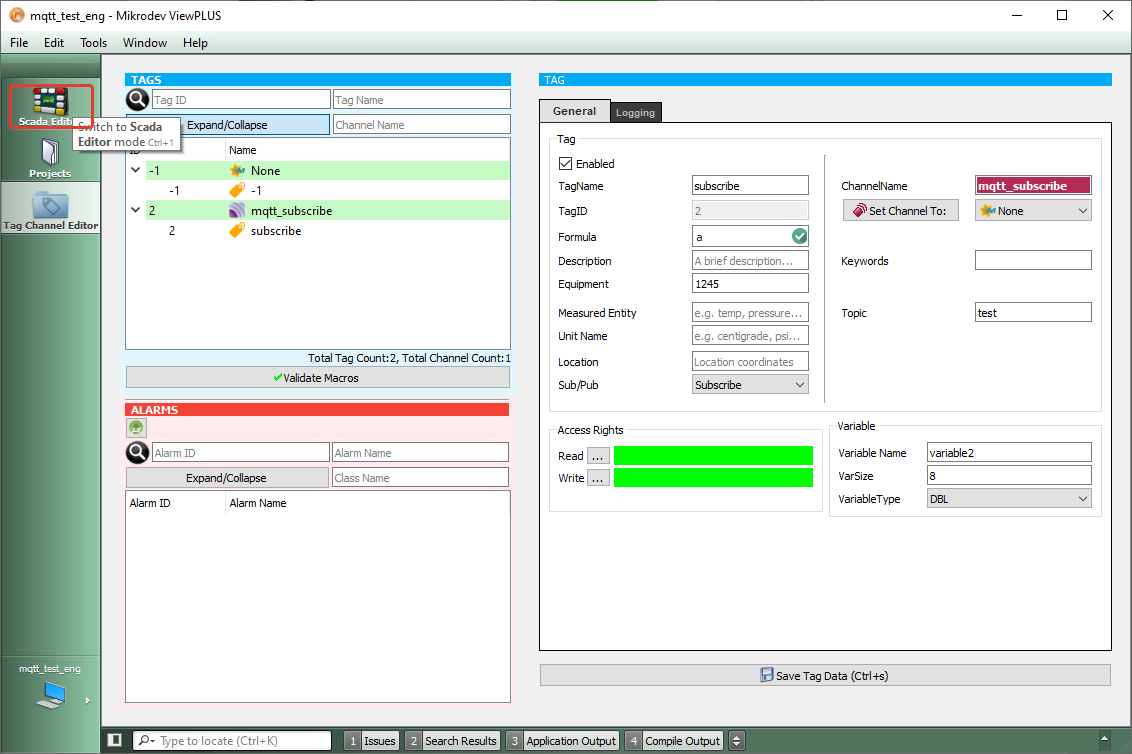 mqtt_test_eng - Mikrodev ViewPLUS
File Edit Tools Window Help
Scada Edit
Switch to Scada
Editor mode Ctrl+1
Projects
Tag Channel Editor
mqtt_test_eng
TAGS
Tag ID Tag Name
Expand/Collapse Channel Name
Name
-1 None
-1 -1
2 mqtt_subscribe
2 subscribe
Total Tag Count:2, Total Channel Count:1
Validate Macros
ALARMS
Alarm ID Alarm Name
Expand/Collapse Class Name
Alarm ID Alarm Name
TAG
General Logging
Tag
Enabled
TagName subscribe
TagID 2
Formula a
Description A brief description...
Equipment 1245
Measured Entity e.g. temp, pressure...
Unit Name e.g. centigrade, psi...
Location Location coordinates
Sub/Pub Subscribe
ChannelName mqtt_subscribe
Set Channel To: None
Keywords
Topic test
Access Rights
Read ...
Write ...
Variable
Variable Name variable2
VarSize 8
VariableType DBL
Save Tag Data (Ctrl+s)
Type to locate (Ctrl+K) 1 Issues 2 Search Results 3 Application Output 4 Compile Output